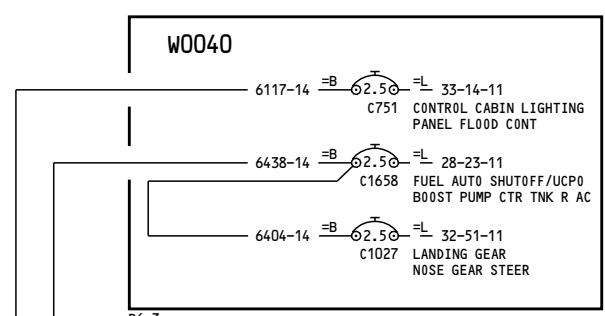 W0040
6117-14 =B 2.5 =L 33-14-11
C751 CONTROL CABIN LIGHTING
PANEL FLOOD CONT
6438-14 =B 2.5 =L 28-23-11
C1658 FUEL AUTO SHUTOFF/UCPO
BOOST PUMP CTR TNK R AC
6404-14 =B 2.5 =L 32-51-11
C1027 LANDING GEAR
NOSE GEAR STEER